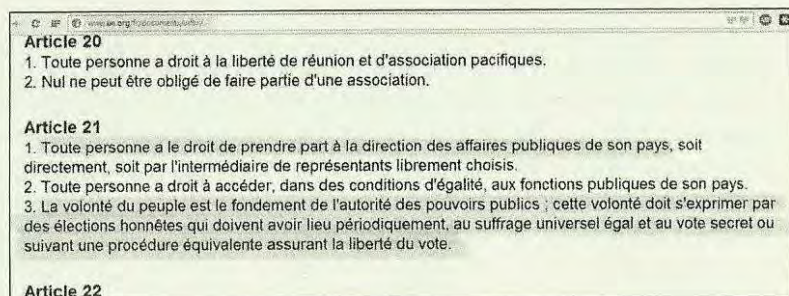 Article 20
1. Toute personne a droit à la liberté de réunion et d'association pacifiques.
2. Nul ne peut être obligé de faire partie d'une association.
Article 21
1. Toute personne a le droit de prendre part à la direction des affaires publiques de son pays, soit
directement, soit par l'intermédiaire de représentants librement choisis.
2. Toute personne a droit à accéder, dans des conditions d'égalité, aux fonctions publiques de son pays.
3. La volonté du peuple est le fondement de l'autorité des pouvoirs publics ; cette volonté doit s'exprimer par
des élections honnêtes qui doivent avoir lieu périodiquement, au suffrage universel égal et au vote secret ou
suivant une procédure équivalente assurant la liberté du vote.
Article 22